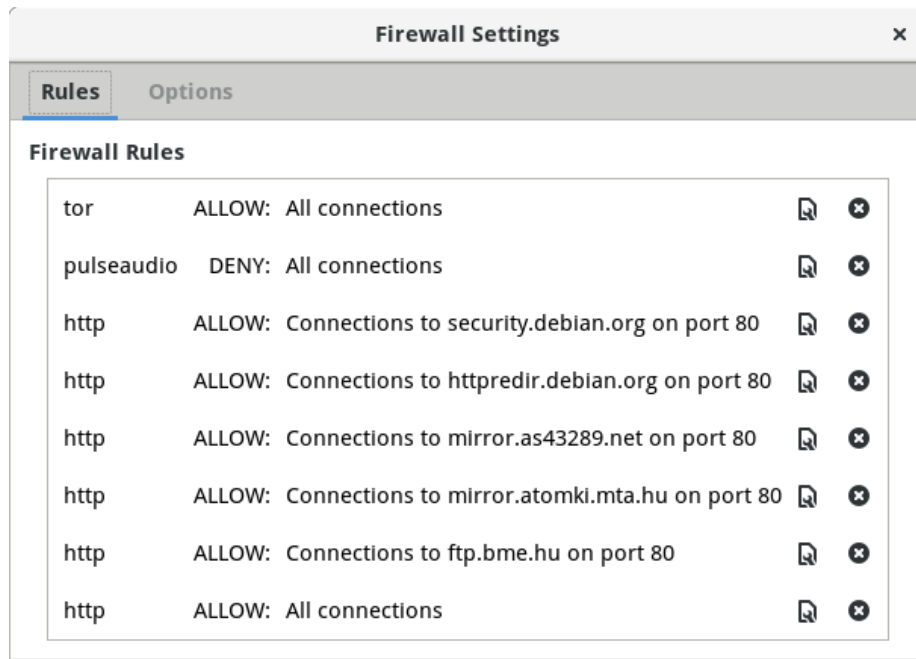 Firewall Settings
Rules Options
Firewall Rules
tor ALLOW: All connections
pulseaudio DENY: All connections
http ALLOW: Connections to security.debian.org on port 80
http ALLOW: Connections to httpredir.debian.org on port 80
http ALLOW: Connections to mirror.as43289.net on port 80
http ALLOW: Connections to mirror.atomki.mta.hu on port 80
http ALLOW: Connections to ftp.bme.hu on port 80
http ALLOW: All connections